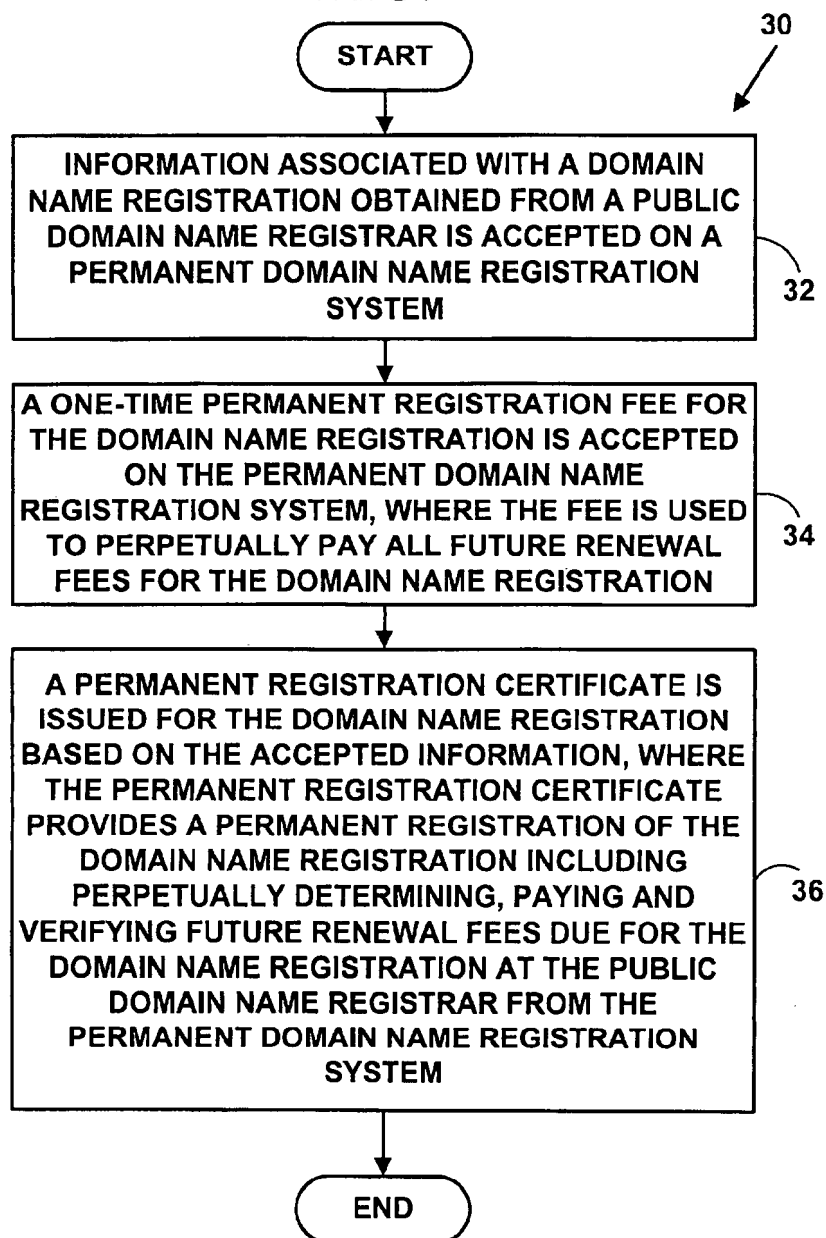 START
30
INFORMATION ASSOCIATED WITH A DOMAIN
NAME REGISTRATION OBTAINED FROM A PUBLIC
DOMAIN NAME REGISTRAR IS ACCEPTED ON A
PERMANENT DOMAIN NAME REGISTRATION
SYSTEM
32
A ONE-TIME PERMANENT REGISTRATION FEE FOR
THE DOMAIN NAME REGISTRATION IS ACCEPTED
ON THE PERMANENT DOMAIN NAME
REGISTRATION SYSTEM, WHERE THE FEE IS USED
TO PERPETUALLY PAY ALL FUTURE RENEWAL
FEES FOR THE DOMAIN NAME REGISTRATION
34
A PERMANENT REGISTRATION CERTIFICATE IS
ISSUED FOR THE DOMAIN NAME REGISTRATION
BASED ON THE ACCEPTED INFORMATION, WHERE
THE PERMANENT REGISTRATION CERTIFICATE
PROVIDES A PERMANENT REGISTRATION OF THE
DOMAIN NAME REGISTRATION INCLUDING
PERPETUALLY DETERMINING, PAYING AND
VERIFYING FUTURE RENEWAL FEES DUE FOR THE
DOMAIN NAME REGISTRATION AT THE PUBLIC
DOMAIN NAME REGISTRAR FROM THE
PERMANENT DOMAIN NAME REGISTRATION
SYSTEM
36
END